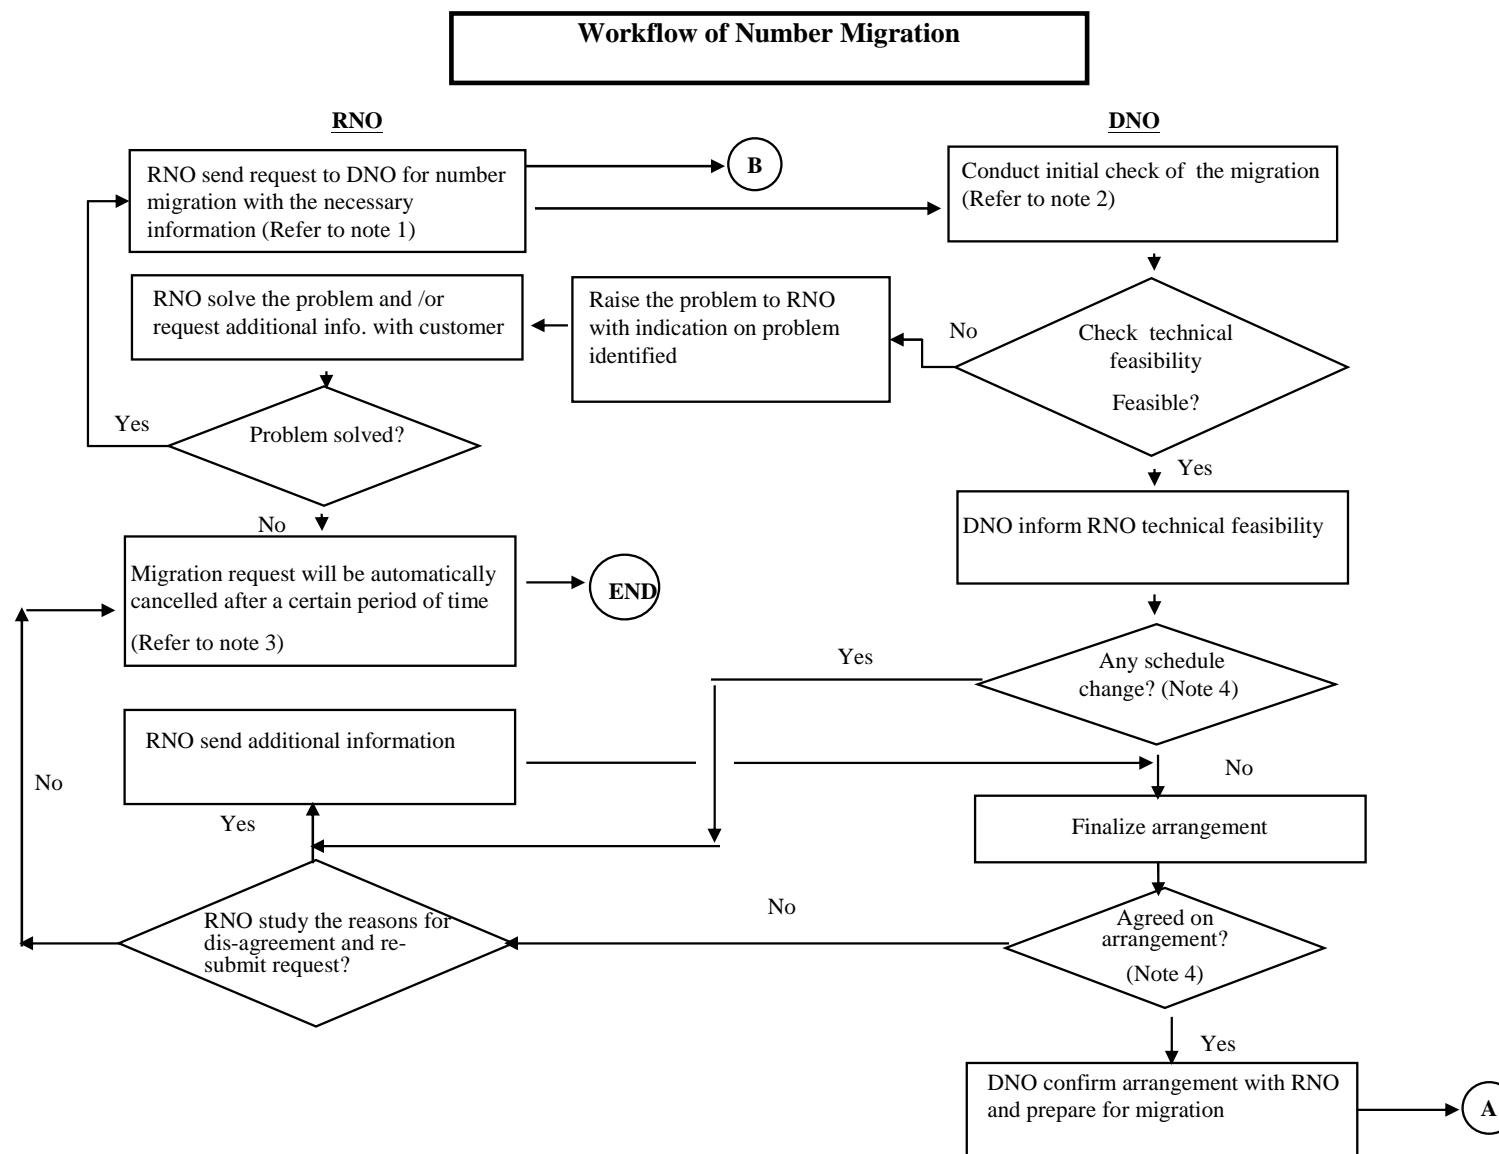 Workflow of Number Migration
RNO
DNO
RNO send request to DNO for number
migration with the necessary
information (Refer to note 1)
B
Conduct initial check of  the migration
(Refer to note 2)
RNO solve the problem and /or
request additional info. with customer
Raise the problem to RNO
with indication on problem
identified
No
Check  technical
feasibility
Feasible?
Yes
Problem solved?
Yes
No
DNO inform RNO technical feasibility
Migration request will be automatically
cancelled after a certain period of time
(Refer to note 3)
END
Yes
Any schedule
change? (Note 4)
RNO send additional information
No
No
Yes
Finalize arrangement
RNO study the reasons for
dis-agreement and re-
submit request?
No
Agreed on
arrangement?
(Note 4)
Yes
DNO confirm arrangement with RNO
and prepare for migration
A